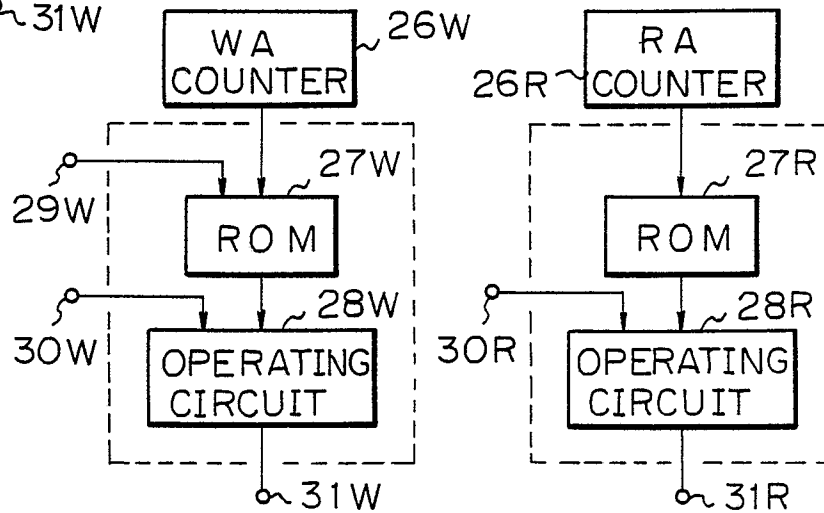 31W
WA
COUNTER
26W
29W
27W
ROM
30W
28W
OPERATING
CIRCUIT
31W
RA
COUNTER
26R
27R
ROM
30R
28R
OPERATING
CIRCUIT
31R